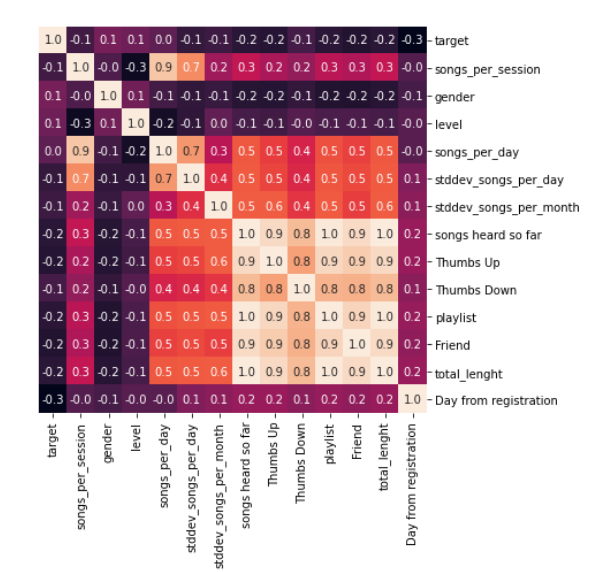 1.0 -0.1 0.1 0.1 0.0 -0.1 -0.1 -0.2 -0.2 -0.1 -0.2 -0.2 -0.2 -0.3 target
-0.1 1.0 -0.0 -0.3 0.9 0.7 0.2 0.3 0.2 0.2 0.3 0.3 0.3 -0.0 songs_per_session
0.1 -0.0 1.0 0.1 -0.1 -0.1 -0.1 -0.2 -0.2 -0.1 -0.2 -0.2 -0.2 -0.1 gender
0.1 -0.3 0.1 1.0 -0.2 -0.1 0.0 -0.1 -0.1 -0.0 -0.1 -0.1 -0.1 -0.0 level
0.0 0.9 -0.1 -0.2 1.0 0.7 0.3 0.5 0.5 0.4 0.5 0.5 0.5 -0.0 songs_per_day
-0.1 0.7 -0.1 -0.1 0.7 1.0 0.4 0.5 0.5 0.4 0.5 0.5 0.5 0.1 stddev_songs_per_day
-0.1 0.2 -0.1 0.0 0.3 0.4 1.0 0.5 0.6 0.4 0.5 0.5 0.6 0.1 stddev_songs_per_month
-0.2 0.3 -0.2 -0.1 0.5 0.5 0.5 1.0 0.9 0.8 1.0 0.9 1.0 0.2 songs heard so far
-0.2 0.2 -0.2 -0.1 0.5 0.5 0.6 0.9 1.0 0.8 0.9 0.9 0.9 0.2 Thumbs Up
-0.1 0.2 -0.1 -0.0 0.4 0.4 0.4 0.8 0.8 1.0 0.8 0.8 0.8 0.1 Thumbs Down
-0.2 0.3 -0.2 -0.1 0.5 0.5 0.5 1.0 0.9 0.8 1.0 0.9 1.0 0.2 playlist
-0.2 0.3 -0.2 -0.1 0.5 0.5 0.5 0.9 0.9 0.8 0.9 1.0 0.9 0.2 Friend
-0.2 0.3 -0.2 -0.1 0.5 0.5 0.6 1.0 0.9 0.8 1.0 0.9 1.0 0.2 total_lenght
-0.3 -0.0 -0.1 -0.0 -0.0 0.1 0.1 0.2 0.2 0.1 0.2 0.2 0.2 1.0 Day from registration
target
songs_per_session
gender
level
songs_per_day
stddev_songs_per_day
stddev_songs_per_month
songs heard so far
Thumbs Up
Thumbs Down
playlist
Friend
total_lenght
Day from registration